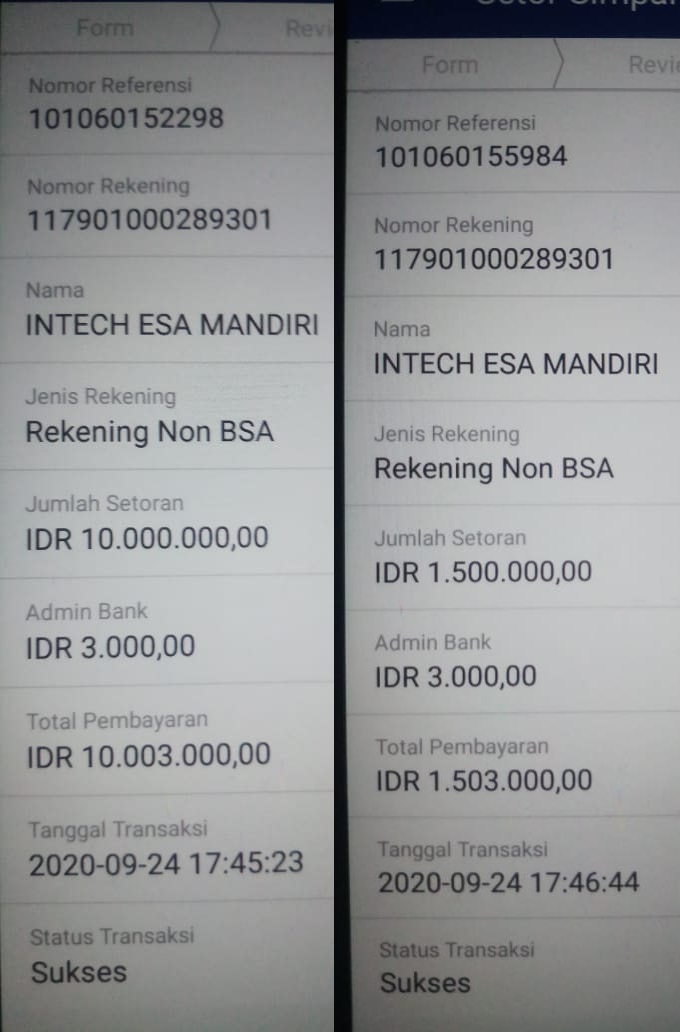 Form
Nomor Referensi
101060152298
Nomor Rekening
117901000289301
Nama
INTECH ESA MANDIRI
Jenis Rekening
Rekening Non BSA
Jumlah Setoran
IDR 10.000.000,00
Admin Bank
IDR 3.000,00
Total Pembayaran
IDR 10.003.000,00
Tanggal Transaksi
2020-09-24 17:45:23
Status Transaksi
Sukses
Form
Nomor Referensi
101060155984
Nomor Rekening
117901000289301
Nama
INTECH ESA MANDIRI
Jenis Rekening
Rekening Non BSA
Jumlah Setoran
IDR 1.500.000,00
Admin Bank
IDR 3.000,00
Total Pembayaran
IDR 1.503.000,00
Tanggal Transaksi
2020-09-24 17:46:44
Status Transaksi
Sukses